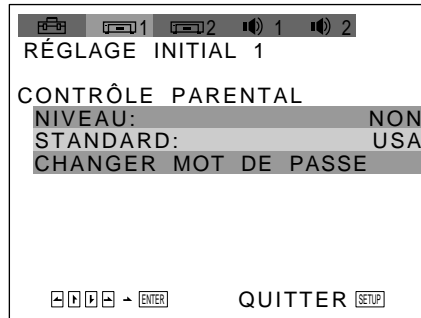 1 2 1 2
RÉGLAGE INITIAL 1
CONTRÔLE PARENTAL
NIVEAU: NON
STANDARD: USA
CHANGER MOT DE PASSE
ENTER QUITTER SETUP